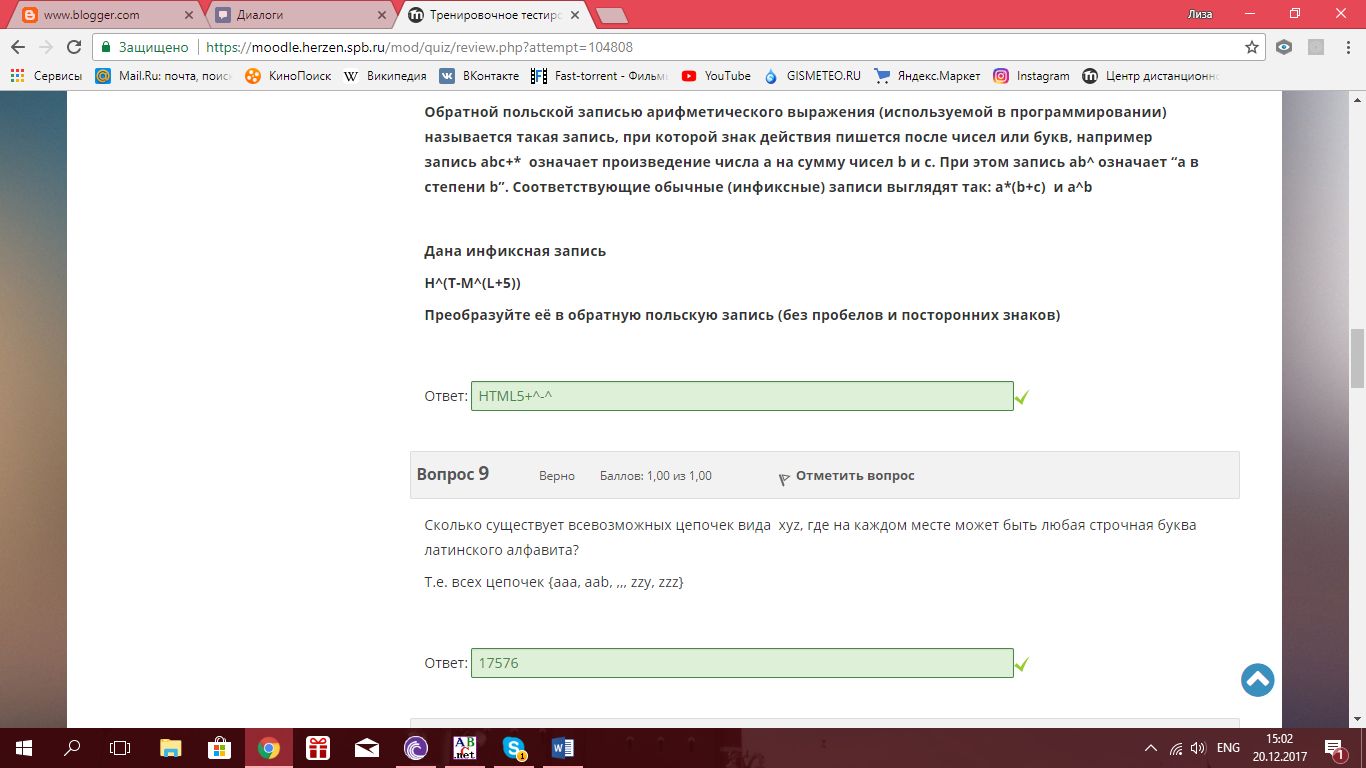 www.blogger.com
Диалоги
Тренировочное тестиро
Лиза
Защищено
https://moodle.herzen.spb.ru/mod/quiz/review.php?attempt=104808
Сервисы
Mail.Ru: почта, поиск
КиноПоиск
Википедия
ВКонтакте
Fast-torrent - Фильмы
YouTube
GISMETEO.RU
Яндекс.Маркет
Instagram
Центр дистанционно
Обратной польской записью арифметического выражения (используемой в программировании)
называется такая запись, при которой знак действия пишется после чисел или букв, например
запись abc+* означает произведение числа a на сумму чисел b и c. При этом запись ab^ означает “a в
степени b”. Соответствующие обычные (инфиксные) записи выглядят так: a*(b+c) и a^b
Дана инфиксная запись
H^(T-M^(L+5))
Преобразуйте её в обратную польскую запись (без пробелов и посторонних знаков)
Ответ: HTML5+^-^
Вопрос 9 Верно Баллов: 1,00 из 1,00 Отметить вопрос
Сколько существует всевозможных цепочек вида xyz, где на каждом месте может быть любая строчная буква
латинского алфавита?
Т.е. всех цепочек {aaa, aab, ,,, zzy, zzz}
Ответ: 17576
ENG
15:02
20.12.2017